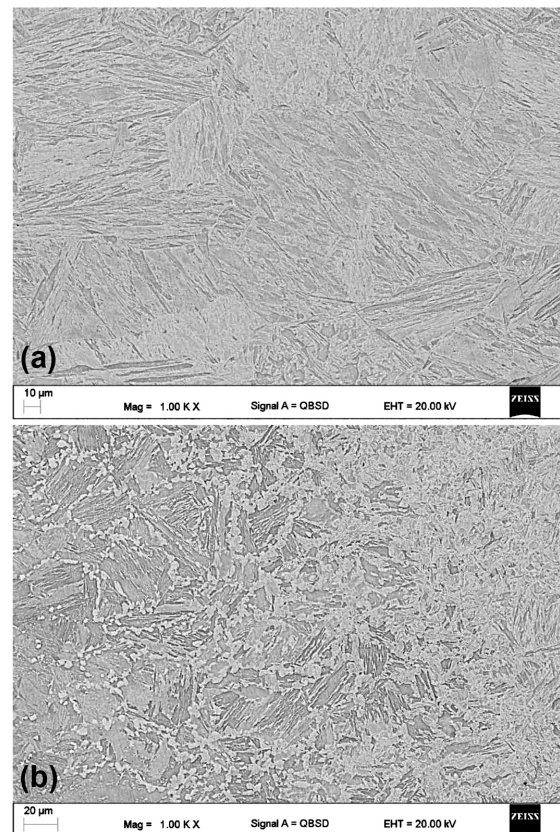 (a)
10 µm
Mag = 1.00 K X Signal A = QBSD EHT = 20.00 kV ZEISS
(b)
20 µm
Mag = 1.00 K X Signal A = QBSD EHT = 20.00 kV ZEISS